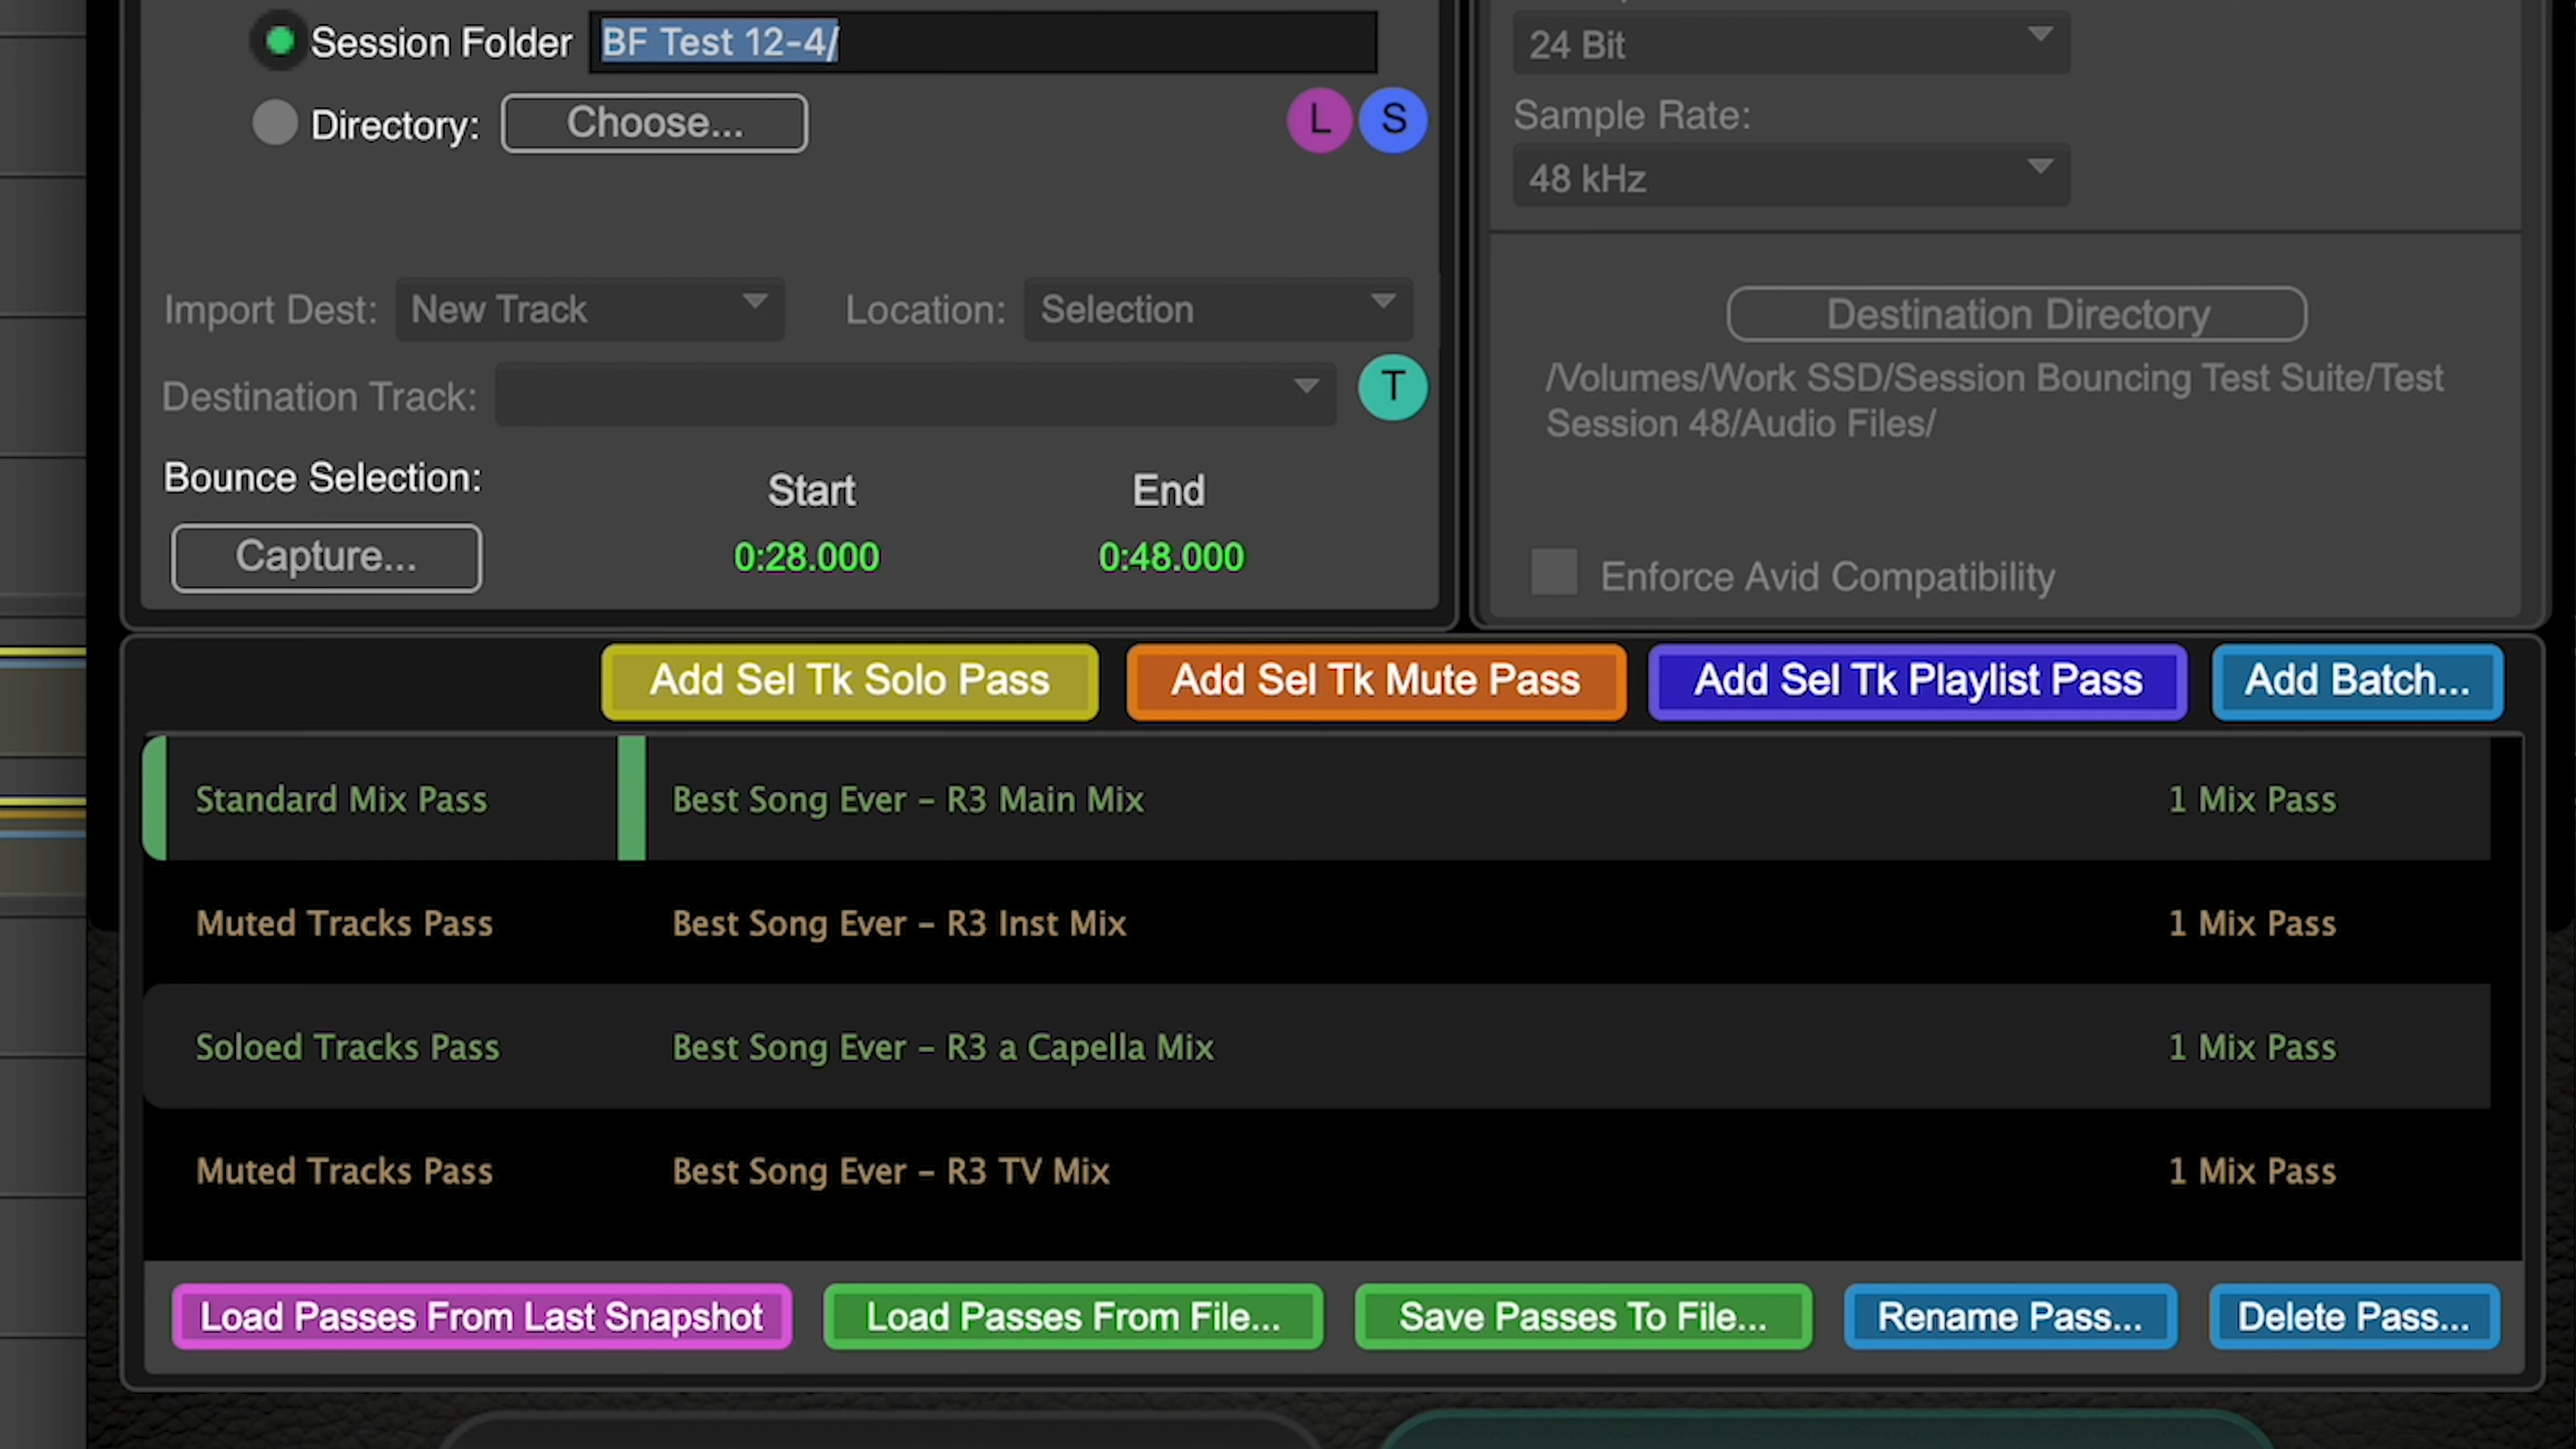 Session Folder BF Test 12-4/
Directory: Choose... L S
Import Dest: New Track Location: Selection
Destination Track: T
Bounce Selection: Start End
Capture... 0:28.000 0:48.000
24 Bit
Sample Rate:
48 kHz
Destination Directory
/Volumes/Work SSD/Session Bouncing Test Suite/Test
Session 48/Audio Files/
Enforce Avid Compatibility
Add Sel Tk Solo Pass Add Sel Tk Mute Pass Add Sel Tk Playlist Pass Add Batch...
Standard Mix Pass Best Song Ever – R3 Main Mix 1 Mix Pass
Muted Tracks Pass Best Song Ever – R3 Inst Mix 1 Mix Pass
Soloed Tracks Pass Best Song Ever – R3 a Capella Mix 1 Mix Pass
Muted Tracks Pass Best Song Ever – R3 TV Mix 1 Mix Pass
Load Passes From Last Snapshot Load Passes From File... Save Passes To File... Rename Pass... Delete Pass...